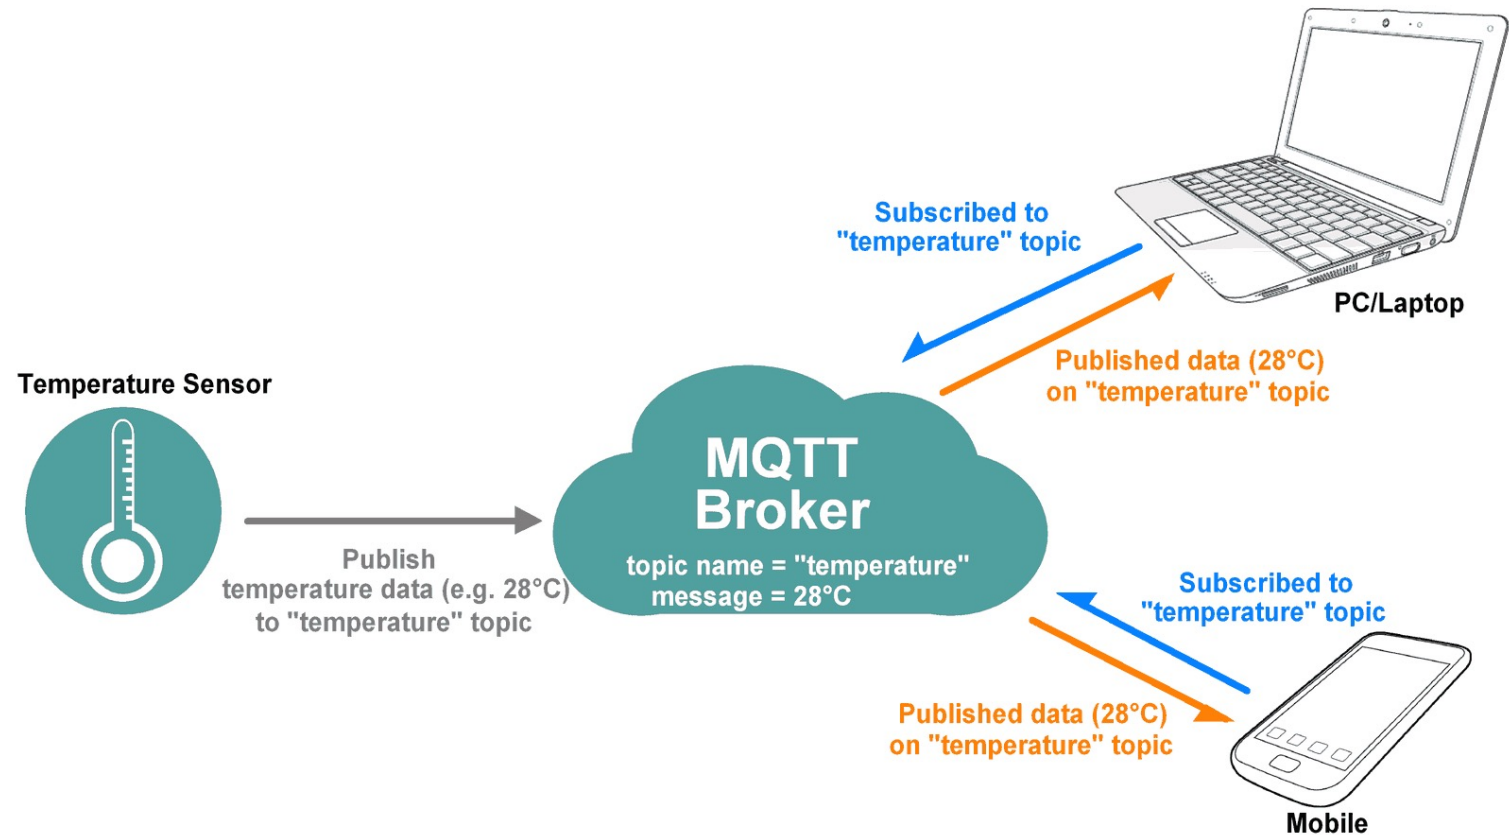 Subscribed to
"temperature" topic
PC/Laptop
Published data (28°C)
on "temperature" topic
Temperature Sensor
MQTT
Broker
topic name = "temperature"
message = 28°C
Publish
temperature data (e.g. 28°C)
to "temperature" topic
Subscribed to
"temperature" topic
Published data (28°C)
on "temperature" topic
Mobile